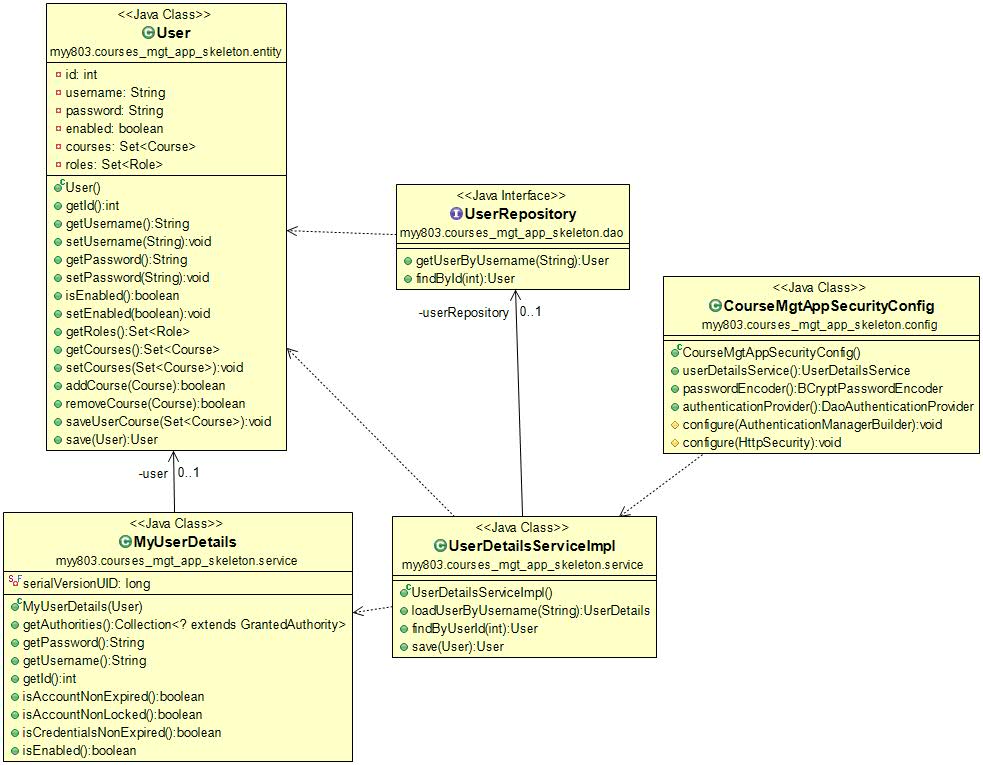 <<Java Class>>
User
myy803.courses_mgt_app_skeleton.entity
id: int
username: String
password: String
enabled: boolean
courses: Set<Course>
roles: Set<Role>
User()
getId():int
getUsername():String
setUsername(String):void
getPassword():String
setPassword(String):void
isEnabled():boolean
setEnabled(boolean):void
getRoles():Set<Role>
getCourses():Set<Course>
setCourses(Set<Course>):void
addCourse(Course):boolean
removeCourse(Course):boolean
saveUserCourse(Set<Course>):void
save(User):User
<<Java Interface>>
UserRepository
myy803.courses_mgt_app_skeleton.dao
getUserByUsername(String):User
findById(int):User
-userRepository 0..1
<<Java Class>>
CourseMgtAppSecurityConfig
myy803.courses_mgt_app_skeleton.config
CourseMgtAppSecurityConfig()
userDetailsService():UserDetailsService
passwordEncoder():BCryptPasswordEncoder
authenticationProvider():DaoAuthenticationProvider
configure(AuthenticationManagerBuilder):void
configure(HttpSecurity):void
-user 0..1
<<Java Class>>
MyUserDetails
myy803.courses_mgt_app_skeleton.service
serialVersionUID: long
MyUserDetails(User)
getAuthorities():Collection<? extends GrantedAuthority>
getPassword():String
getUsername():String
getId():int
isAccountNonExpired():boolean
isAccountNonLocked():boolean
isCredentialsNonExpired():boolean
isEnabled():boolean
<<Java Class>>
UserDetailsServiceImpl
myy803.courses_mgt_app_skeleton.service
UserDetailsServiceImpl()
loadUserByUsername(String):UserDetails
findByUserId(int):User
save(User):User